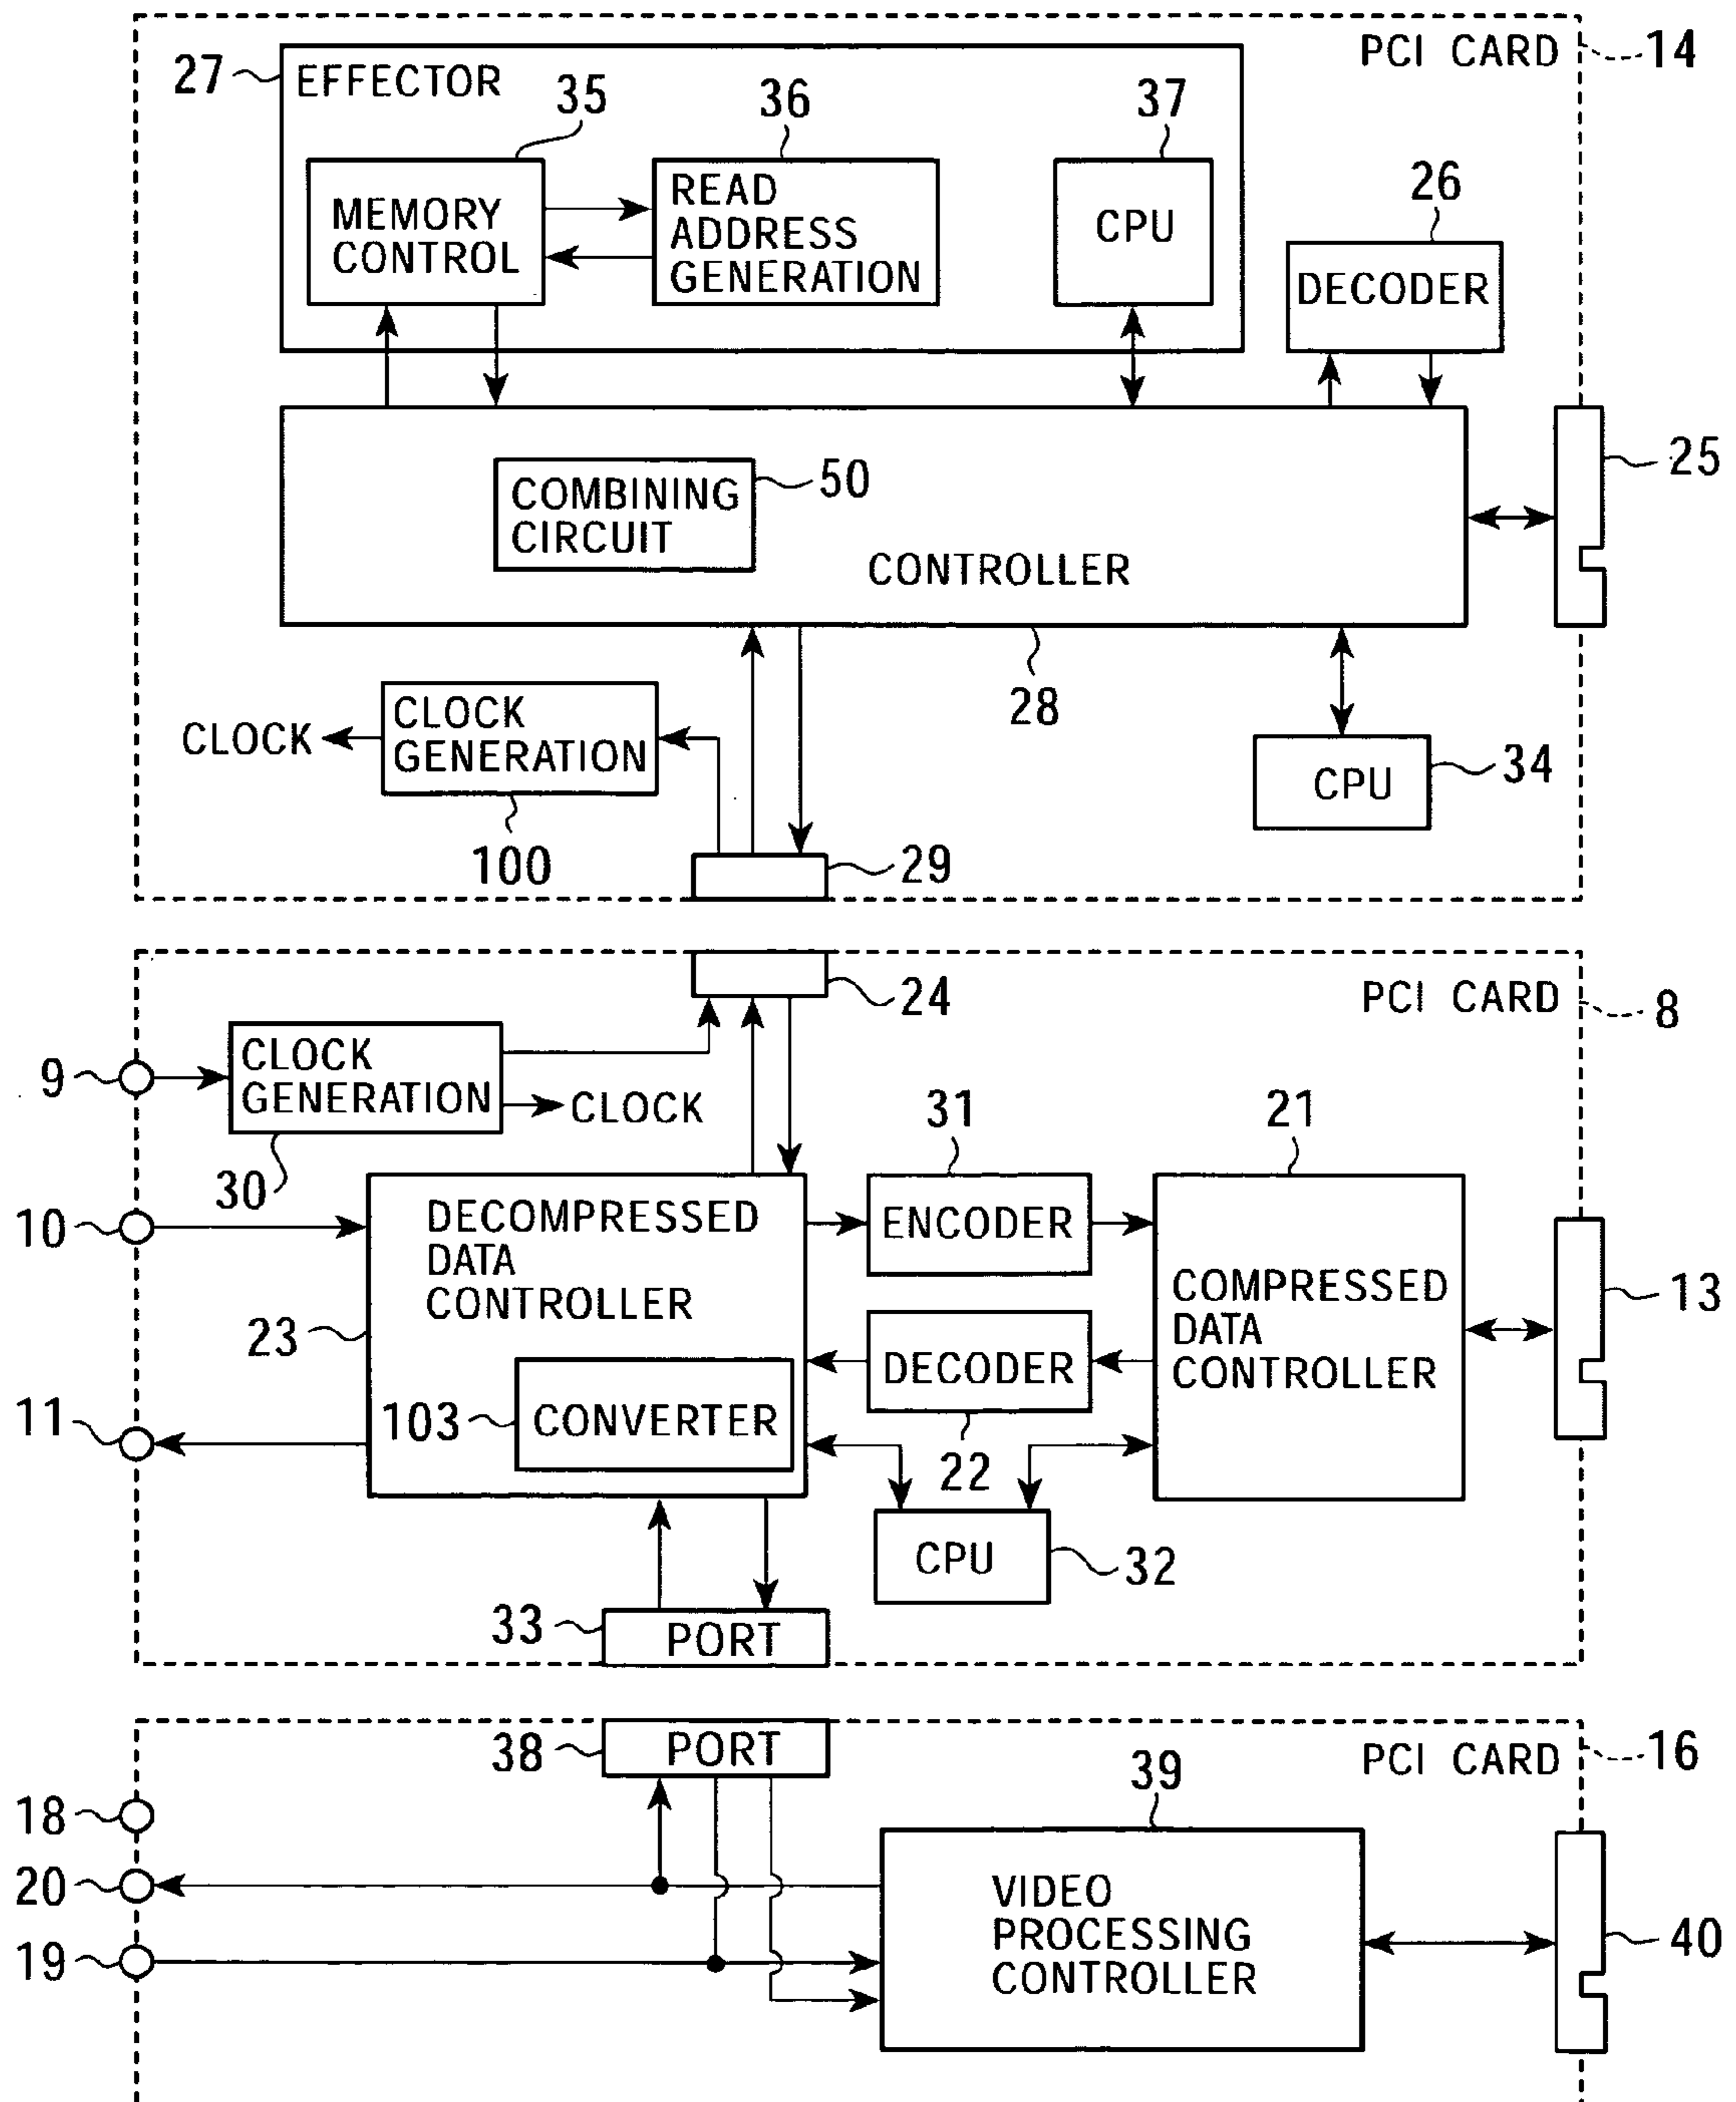 PCI CARD
14
27
EFFECTOR
35
36
37
MEMORY
CONTROL
READ
ADDRESS
GENERATION
CPU
26
DECODER
25
COMBINING
CIRCUIT
50
CONTROLLER
28
CLOCK
CLOCK
GENERATION
100
CPU
34
29
24
PCI CARD
8
9
CLOCK
GENERATION
CLOCK
30
10
31
21
DECOMPRESSED
DATA
CONTROLLER
ENCODER
COMPRESSED
DATA
CONTROLLER
13
23
DECODER
22
11
103
CONVERTER
CPU
32
33
PORT
38
PORT
PCI CARD
16
39
18
20
19
VIDEO
PROCESSING
CONTROLLER
40